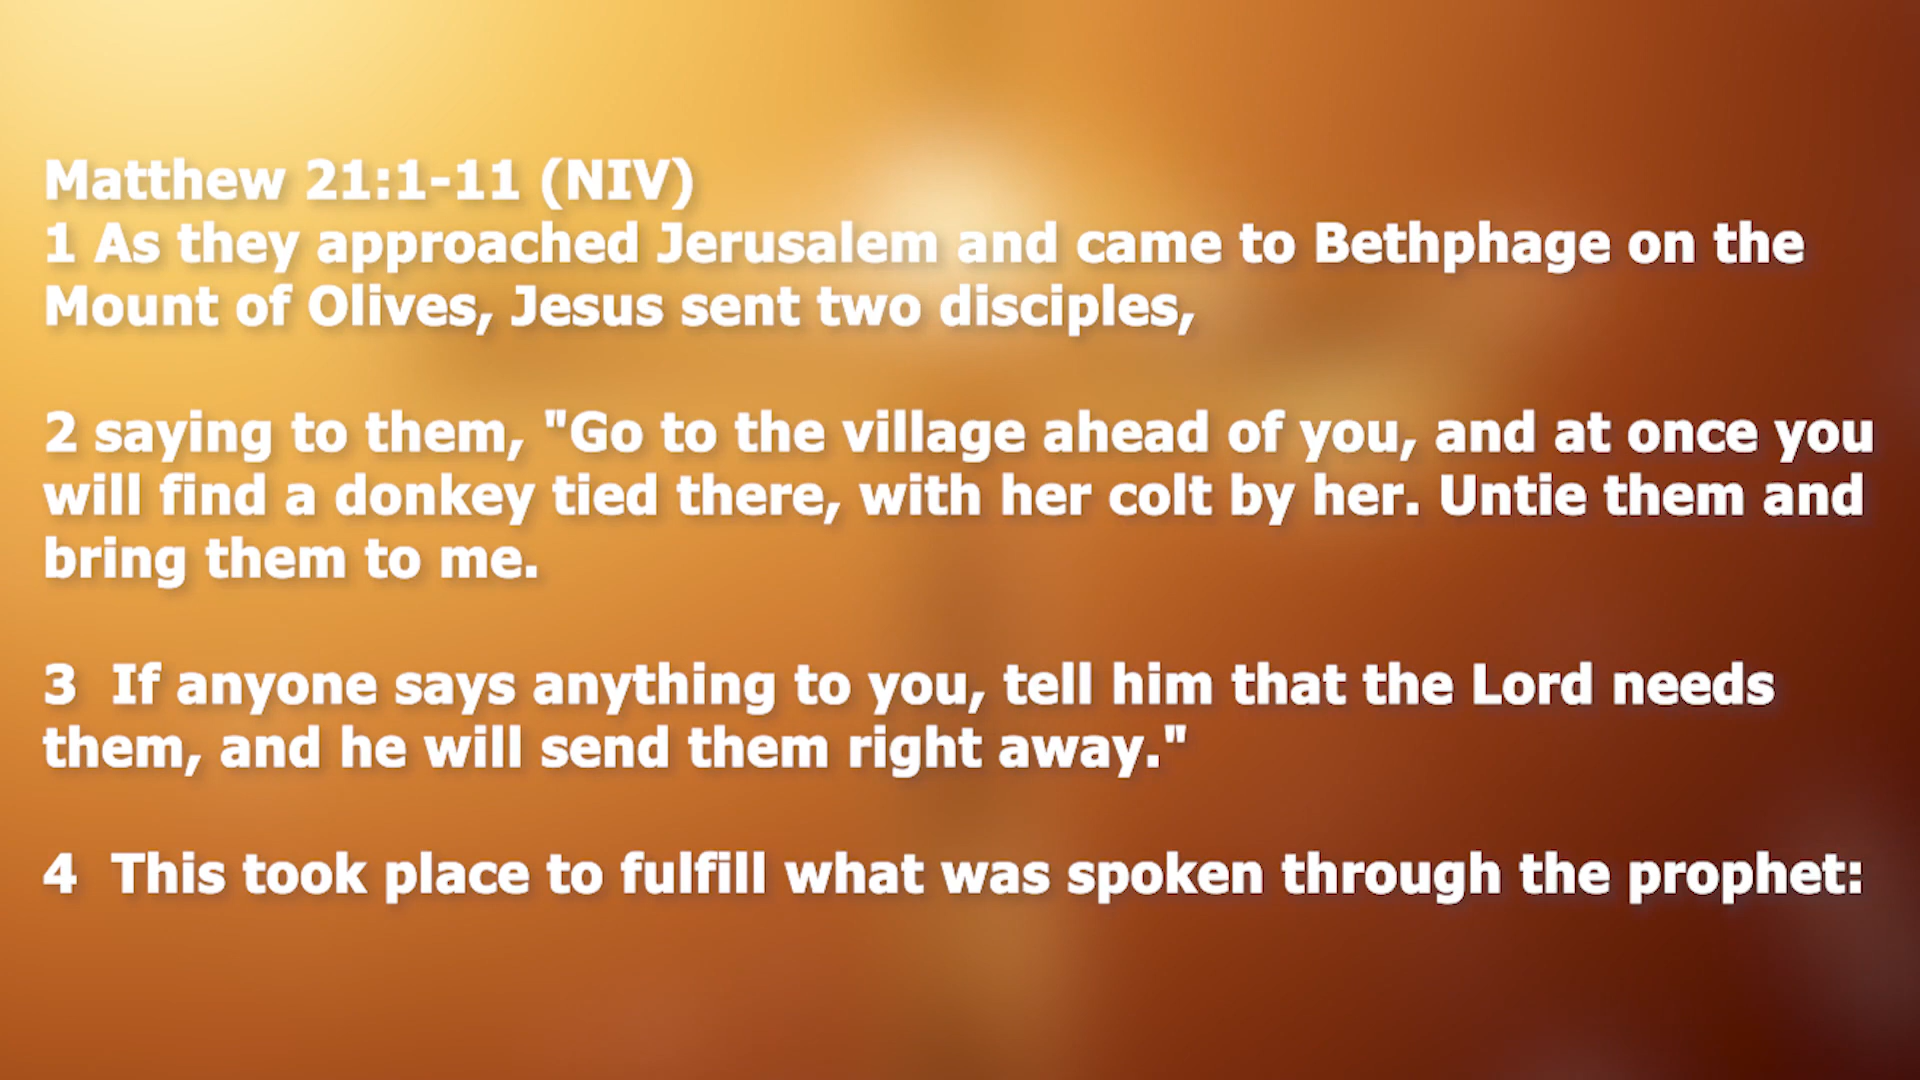 Matthew 21:1-11 (NIV)
1 As they approached Jerusalem and came to Bethphage on the
Mount of Olives, Jesus sent two disciples,
2 saying to them, "Go to the village ahead of you, and at once you
will find a donkey tied there, with her colt by her. Untie them and
bring them to me.
3  If anyone says anything to you, tell him that the Lord needs
them, and he will send them right away."
4  This took place to fulfill what was spoken through the prophet: